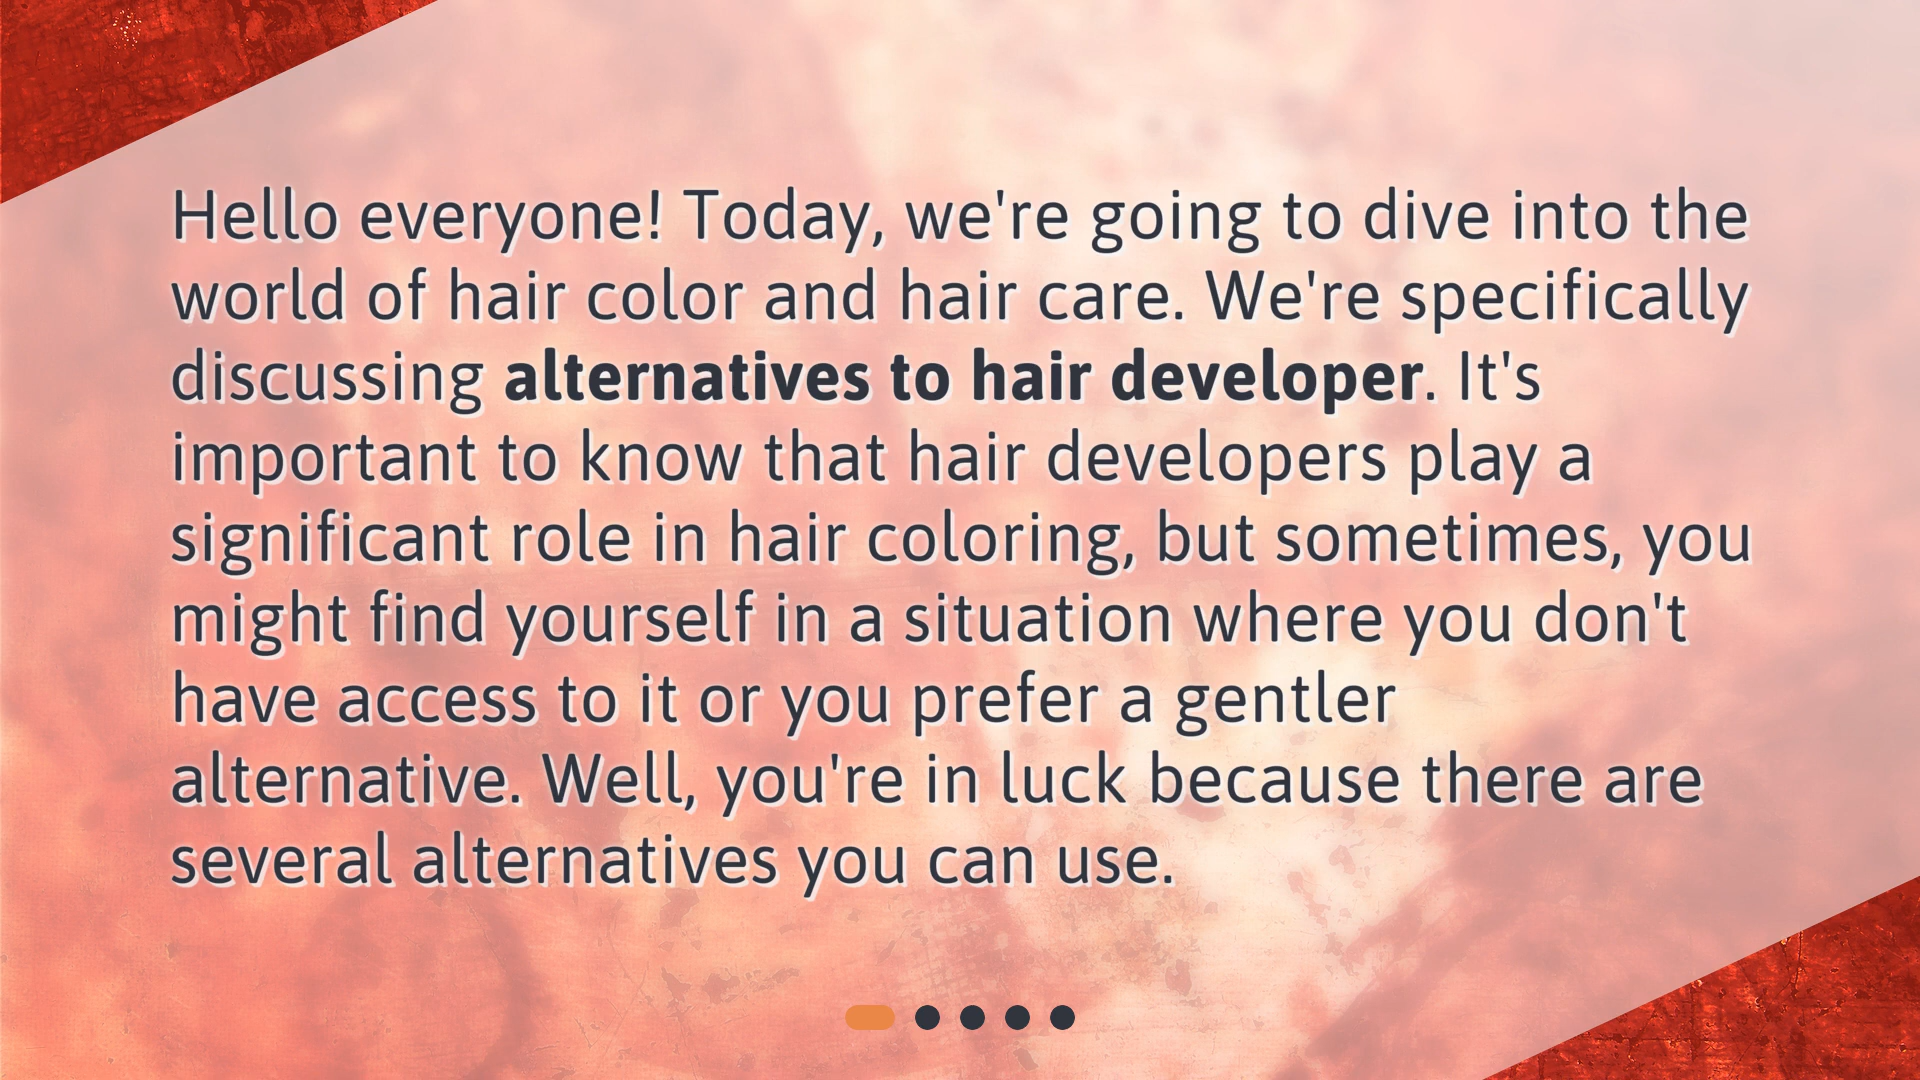 Hello everyone! Today, we're going to dive into the
world of hair color and hair care. We're specifically
discussing alternatives to hair developer. It's
important to know that hair developers play a
significant role in hair coloring, but sometimes, you
might find yourself in a situation where you don't
have access to it or you prefer a gentler
alternative. Well, you're in luck because there are
several alternatives you can use.